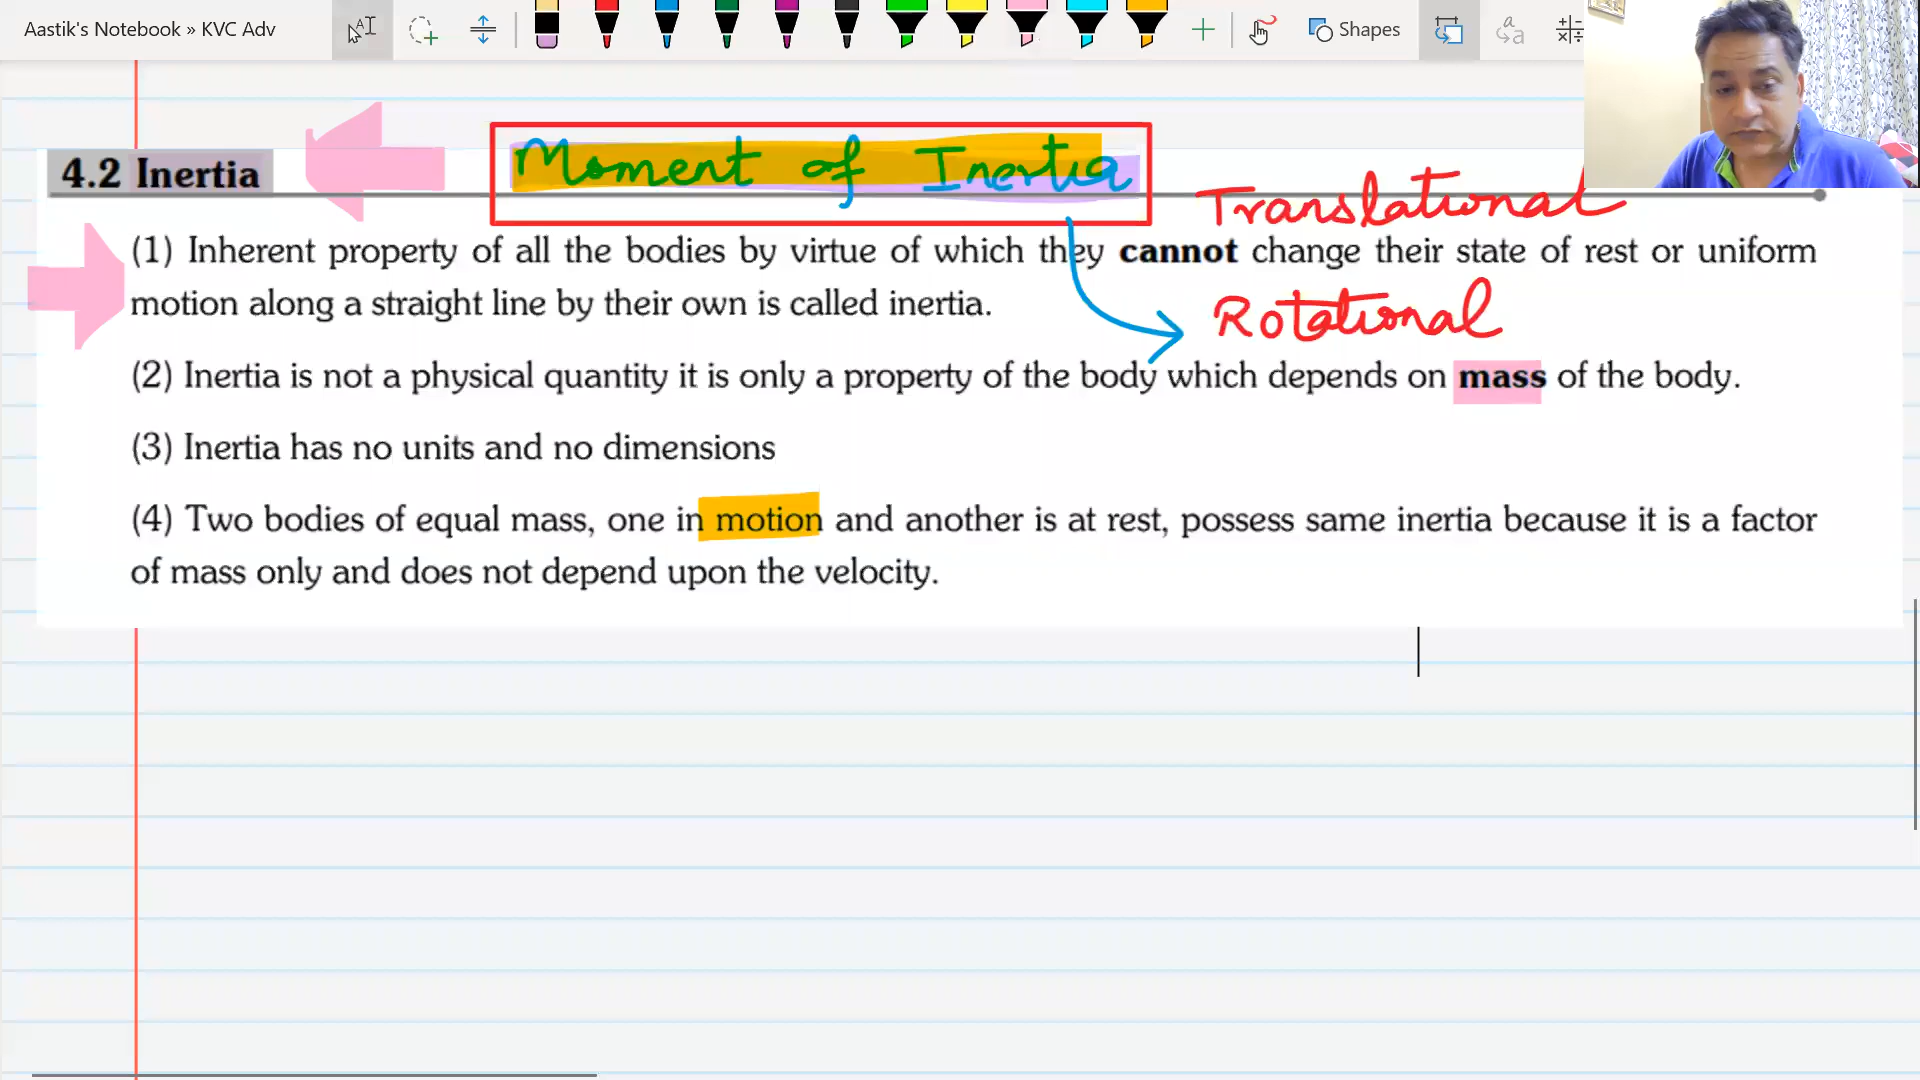 Aastik's Notebook » KVC Adv
Shapes
4.2 Inertia
Moment of Inertia
Translational
(1) Inherent property of all the bodies by virtue of which they cannot change their state of rest or uniform
motion along a straight line by their own is called inertia.
Rotational
(2) Inertia is not a physical quantity it is only a property of the body which depends on mass of the body.
(3) Inertia has no units and no dimensions
(4) Two bodies of equal mass, one in motion and another is at rest, possess same inertia because it is a factor
of mass only and does not depend upon the velocity.